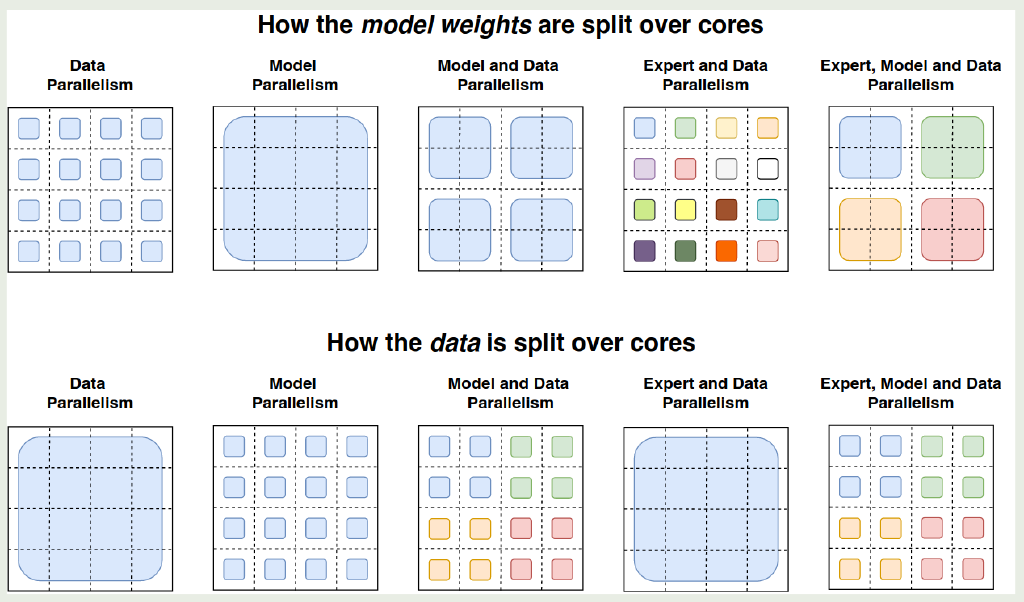 How the model weights are split over cores
Data
Parallelism
Model
Parallelism
Model and Data
Parallelism
Expert and Data
Parallelism
Expert, Model and Data
Parallelism
How the data is split over cores
Data
Parallelism
Model
Parallelism
Model and Data
Parallelism
Expert and Data
Parallelism
Expert, Model and Data
Parallelism